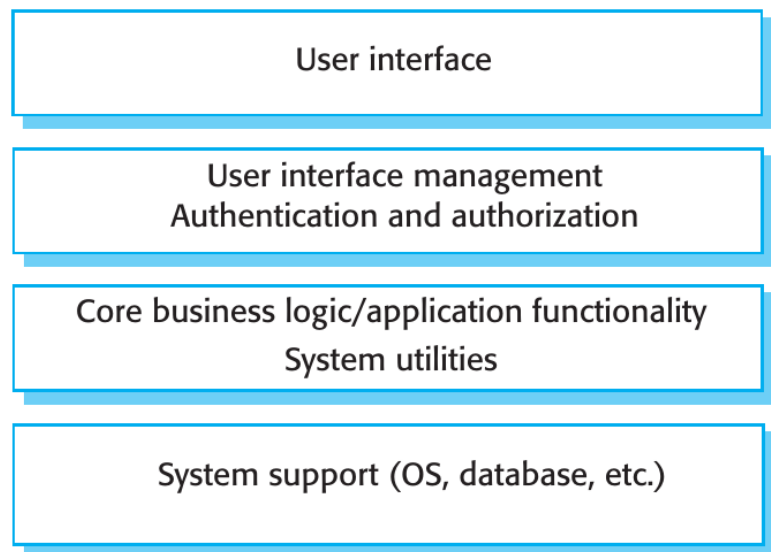 User interface
User interface management
Authentication and authorization
Core business logic/application functionality
System utilities
System support (OS, database, etc.)